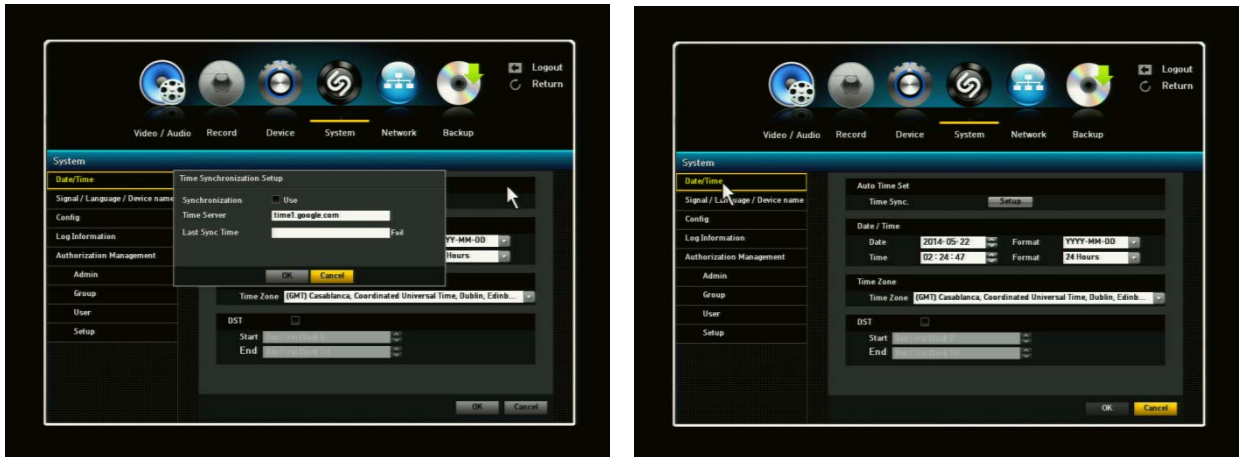 Logout
Return
Video / Audio Record Device System Network Backup
System
Date/Time
Signal / Language / Device name
Config
Log Information
Authorization Management
Admin
Group
User
Setup
Time Synchronization Setup
Synchronization Use
Time Server time1.google.com
Last Sync Time Fail
OK Cancel
YY-MM-DD
Hours
Time Zone (GMT) Casablanca, Coordinated Universal Time, Dublin, Edinb...
DST
Start
End
OK Cancel
Logout
Return
Video / Audio Record Device System Network Backup
System
Date/Time
Signal / Language / Device name
Config
Log Information
Authorization Management
Admin
Group
User
Setup
Auto Time Set
Time Sync. Setup
Date / Time
Date 2014-05-22 Format YYYY-MM-DD
Time 02:24:47 Format 24 Hours
Time Zone
Time Zone (GMT) Casablanca, Coordinated Universal Time, Dublin, Edinb...
DST
Start
End
OK Cancel